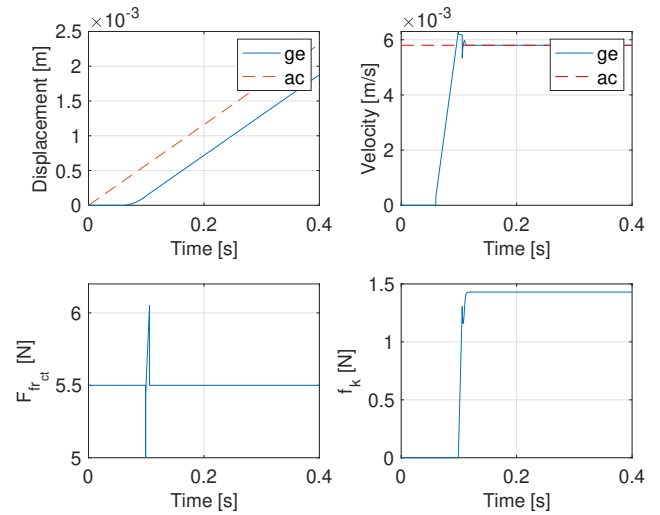 ×10⁻³
2.5
2
1.5
1
0.5
0
Displacement [m]
ge
ac
0 0.2 0.4
Time [s]
×10⁻³
6
4
2
0
Velocity [m/s]
ge
ac
0 0.2 0.4
Time [s]
6
5.5
5
F_{fr_{ct}} [N]
0 0.2 0.4
Time [s]
1.5
1
0.5
0
f_k [N]
0 0.2 0.4
Time [s]